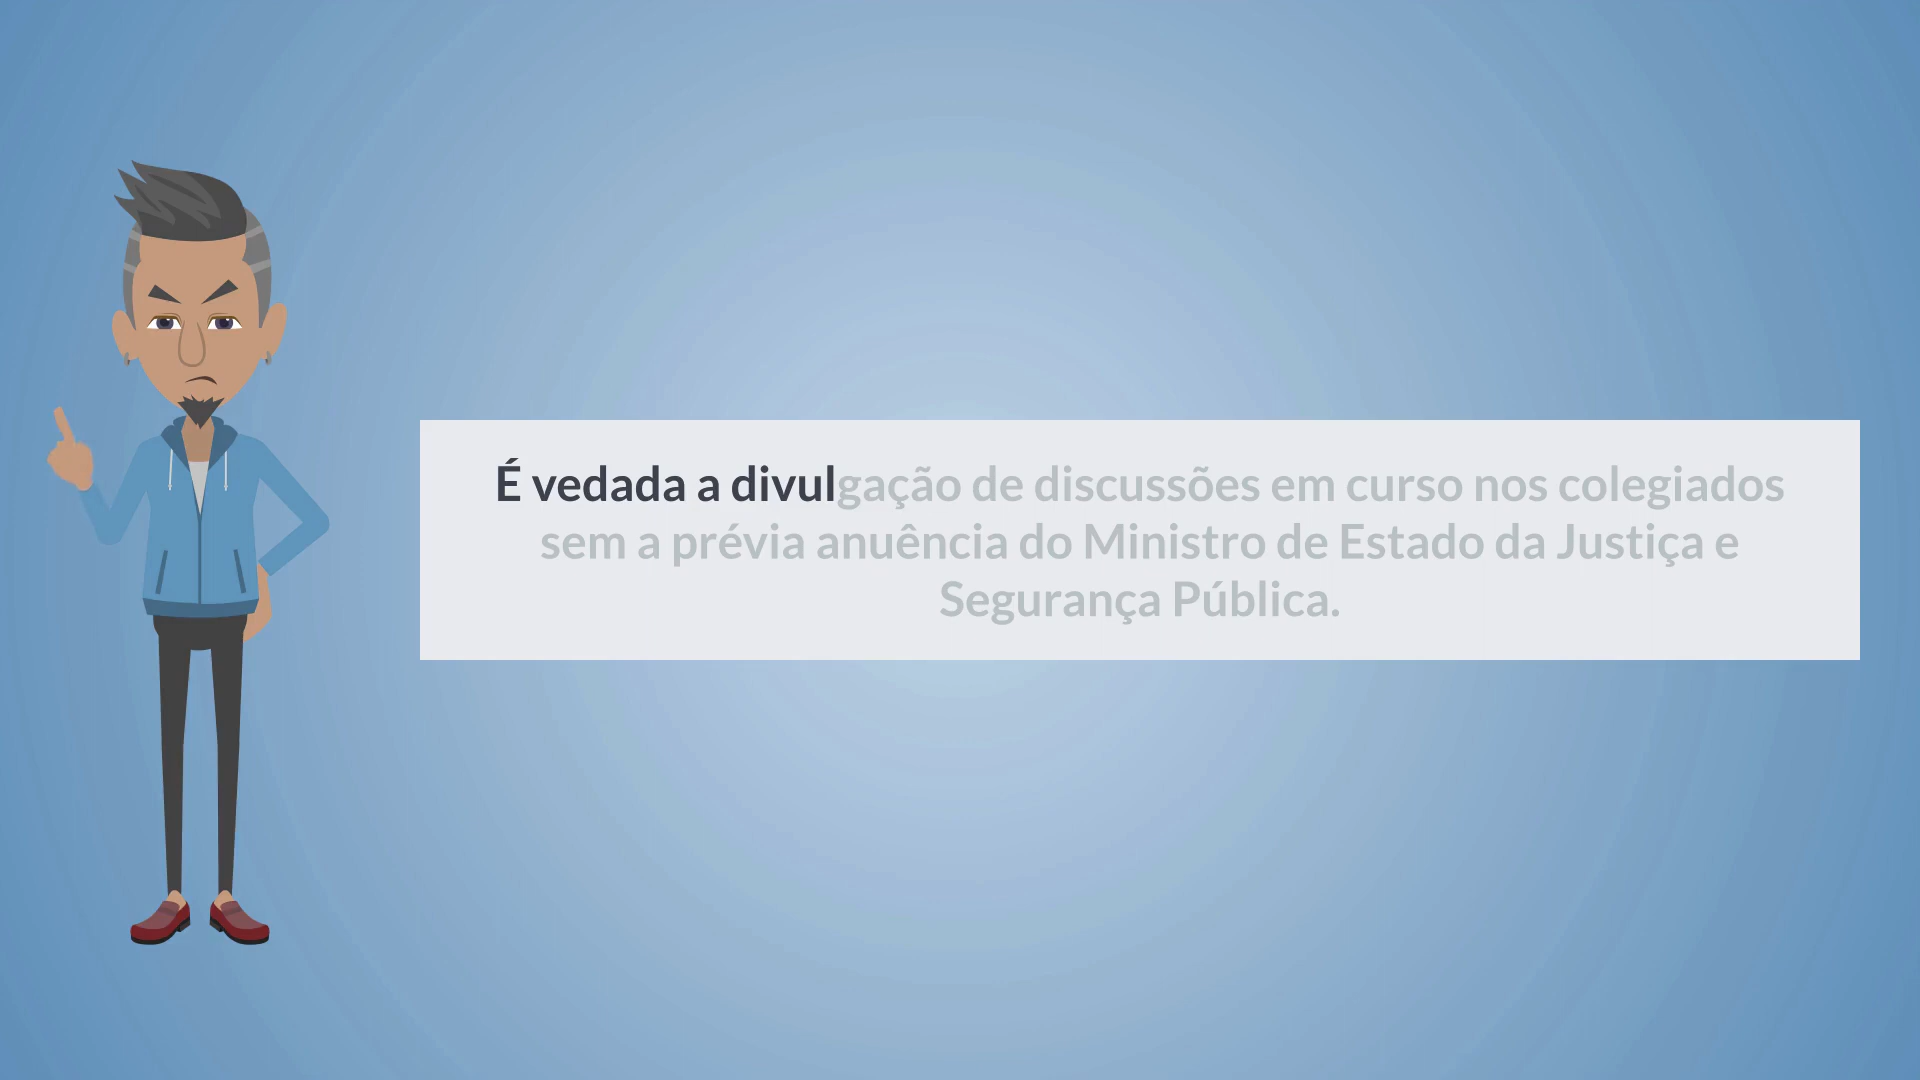 É vedada a divulgação de discussões em curso nos colegiados
sem a prévia anuência do Ministro de Estado da Justiça e
Segurança Pública.